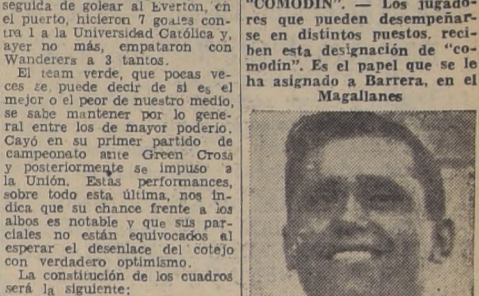 seguida de golear al Everton, en
el puerto, hicieron 7 goales con-
tra 1 a la Universidad Católica y,
ayer no más, empataron con
Wanderers a 3 tantos.
El team verde, que pocas ve-
ces se puede decir de si es el
mejor o el peor de nuestro medio,
se sabe mantener por lo gene-
ral entre los de mayor poderío.
Cayó en su primer partido de
campeonato ante Green Cross
y posteriormente se impuso a
la Unión. Estas performances,
sobre todo esta última, nos in-
dica que su chance frente a los
albos es notable y que sus par-
ciales no están equivocados al
esperar el desenlace del cotejo
con verdadero optimismo.
La constitución de los cuadros
será la siguiente:
"COMODIN". — Los jugado-
res que pueden desempeñar-
se en distintos puestos, reci-
ben esta designación de "co-
modín". Es el papel que se le
ha asignado a Barrera, en el
Magallanes